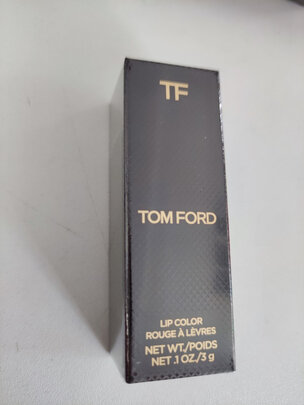 TF
TOM FORD
LIP COLOR
ROUGE À LÈVRES
NET WT./POIDS
NET .1 OZ./3 g